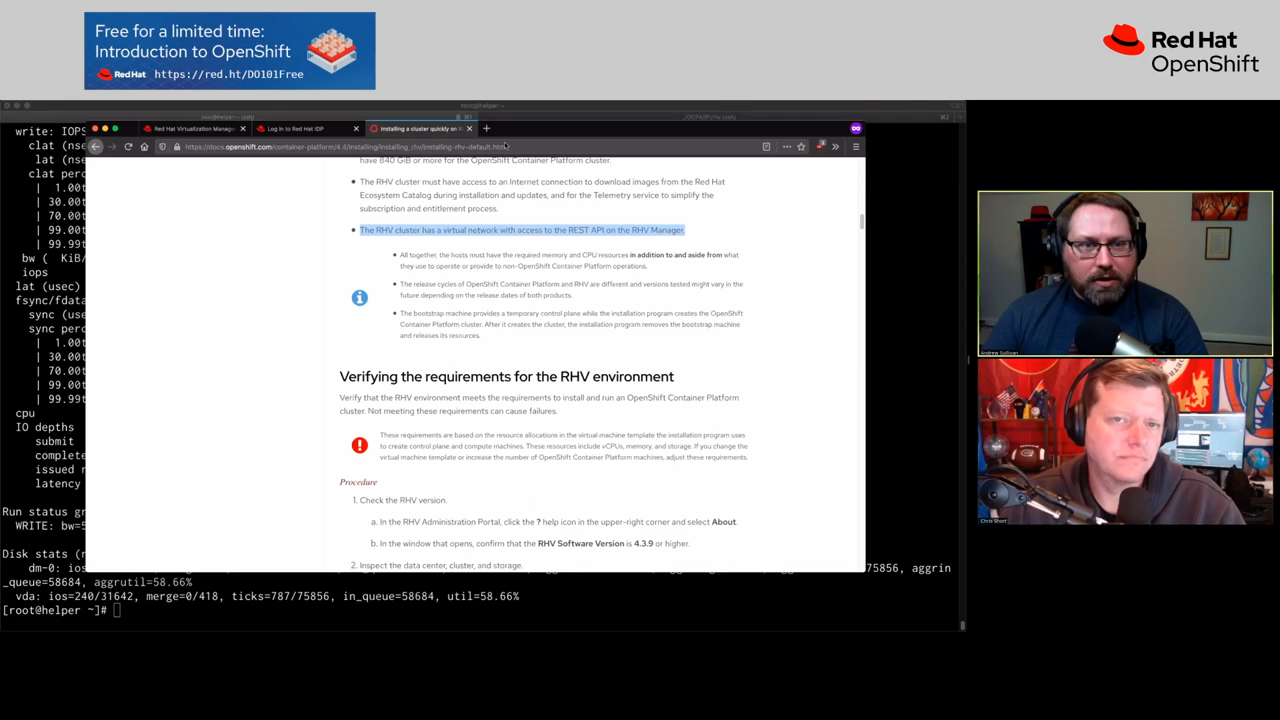 Free for a limited time:
Introduction to OpenShift
Red Hat https://red.ht/DO101Free
Red Hat
OpenShift
root@helper:~
Red Hat Virtualization Manager
Log In to Red Hat IDP
Installing a cluster quickly on R
https://docs.openshift.com/container-platform/4.4/installing/installing_rhv/installing-rhv-default.html
have 840 GiB or more for the OpenShift Container Platform cluster.
The RHV cluster must have access to an Internet connection to download images from the Red Hat
Ecosystem Catalog during installation and updates, and for the Telemetry service to simplify the
subscription and entitlement process.
The RHV cluster has a virtual network with access to the REST API on the RHV Manager.
All together, the hosts must have the required memory and CPU resources in addition to and aside from what
they use to operate or provide to non-OpenShift Container Platform operations.
The release cycles of OpenShift Container Platform and RHV are different and versions tested might vary in the
future depending on the release dates of both products.
The bootstrap machine provides a temporary control plane while the installation program creates the OpenShift
Container Platform cluster. After it creates the cluster, the installation program removes the bootstrap machine
and releases its resources.
Verifying the requirements for the RHV environment
Verify that the RHV environment meets the requirements to install and run an OpenShift Container Platform
cluster. Not meeting these requirements can cause failures.
These requirements are based on the resource allocations in the virtual machine template the installation program uses
to create control plane and compute machines. These resources include vCPUs, memory, and storage. If you change the
virtual machine template or increase the number of OpenShift Container Platform machines, adjust these requirements.
Procedure
1. Check the RHV version.
a. In the RHV Administration Portal, click the ? help icon in the upper-right corner and select About.
b. In the window that opens, confirm that the RHV Software Version is 4.3.9 or higher.
2. Inspect the data center, cluster, and storage.
write: IOPS
clat (nse
lat (nse
clat perc
| 1.00t
| 30.00t
| 70.00t
| 99.00t
| 99.99t
bw ( KiB/
iops
lat (usec)
fsync/fdata
sync (use
sync perc
| 1.00t
| 30.00t
| 70.00t
| 99.00t
| 99.99t
cpu
IO depths
submit
complete
issued r
latency
Run status gr
WRITE: bw=5
Disk stats (r
dm-0: ios
75856, aggrin
_queue=58684, aggrutil=58.66%
vda: ios=240/31642, merge=0/418, ticks=787/75856, in_queue=58684, util=58.66%
[root@helper ~]#
Andrew Sullivan
Chris Short